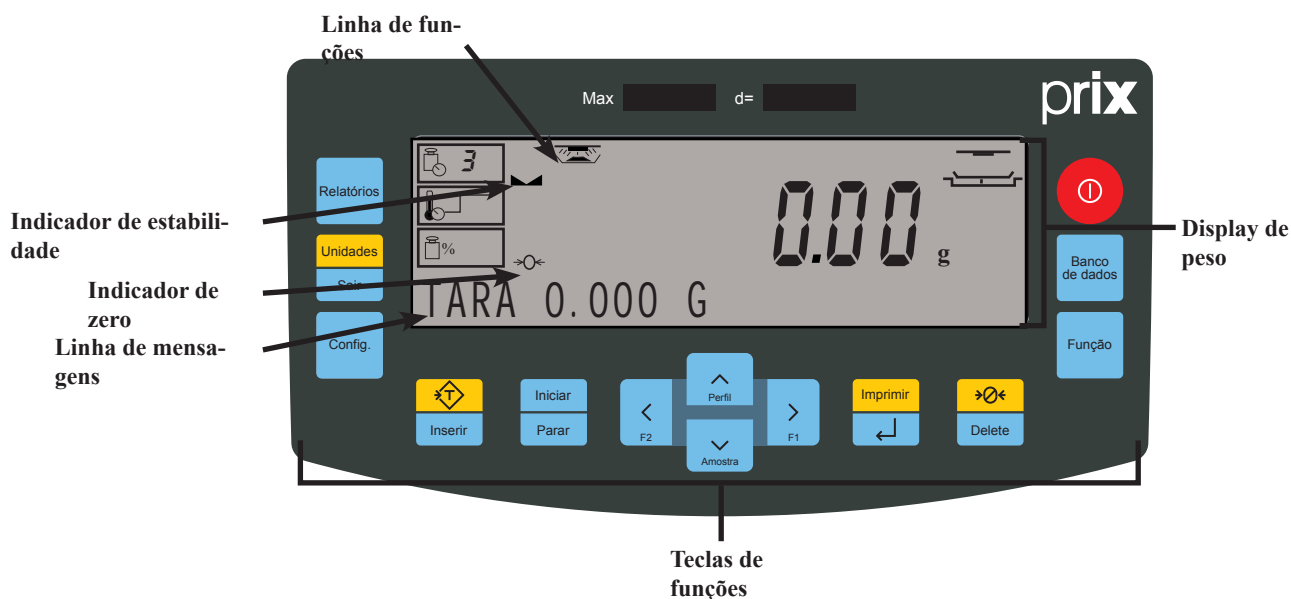 Linha de fun-
ções
Max
d=
prix
3
Relatórios
Indicador de estabili-
dade
Display de
peso
Unidades
0.00 g
Banco
de dados
%
Sair
Indicador de
zero
TARA 0.000 G
Linha de mensa-
gens
Config.
Função
T
Inserir
Iniciar
Parar
Perfil
F2
F1
Amostra
Imprimir
Delete
Teclas de
funções